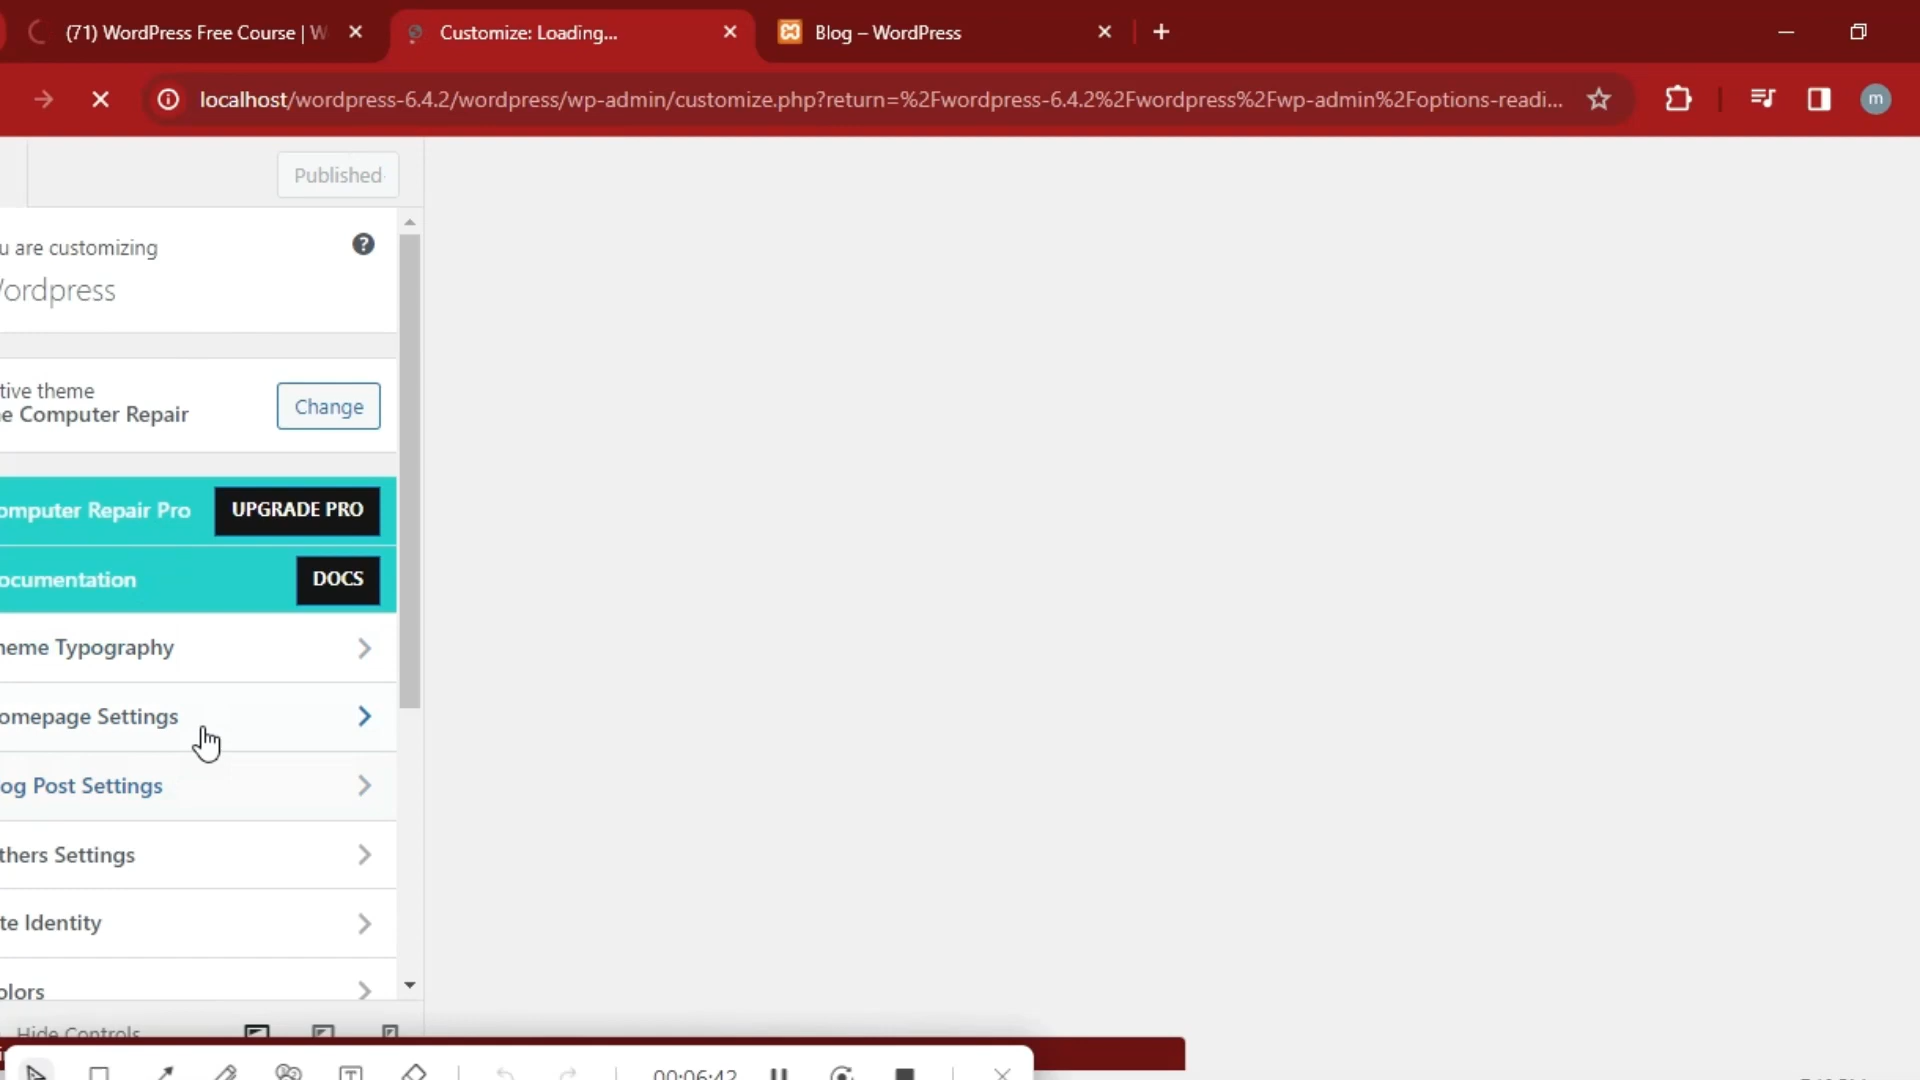 (71) WordPress Free Course | W
Customize: Loading...
Blog – WordPress
localhost/wordpress-6.4.2/wordpress/wp-admin/customize.php?return=%2Fwordpress-6.4.2%2Fwordpress%2Fwp-admin%2Foptions-readi...
m
Published
u are customizing
ordpress
tive theme
e Computer Repair
Change
omputer Repair Pro
UPGRADE PRO
ocumentation
DOCS
heme Typography
omepage Settings
og Post Settings
thers Settings
te Identity
olors
Hide Controls
00:06:42